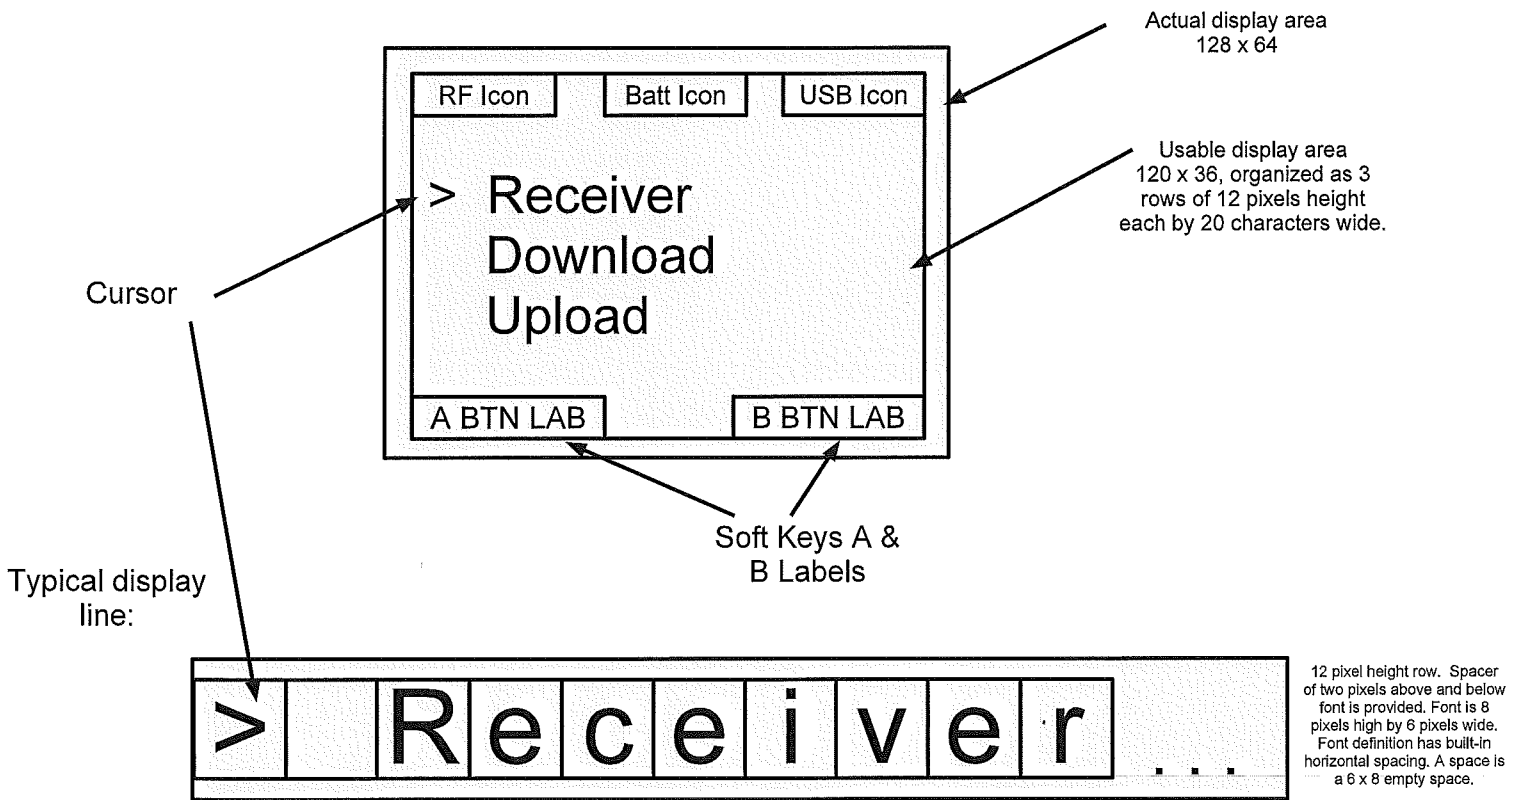 Actual display area
128 x 64
RF Icon
Batt Icon
USB Icon
Usable display area
120 x 36, organized as 3
rows of 12 pixels height
each by 20 characters wide.
> Receiver
Download
Upload
Cursor
A BTN LAB
B BTN LAB
Soft Keys A &
B Labels
Typical display
line:
> Receiver ...
12 pixel height row. Spacer
of two pixels above and below
font is provided. Font is 8
pixels high by 6 pixels wide.
Font definition has built-in
horizontal spacing. A space is
a 6 x 8 empty space.